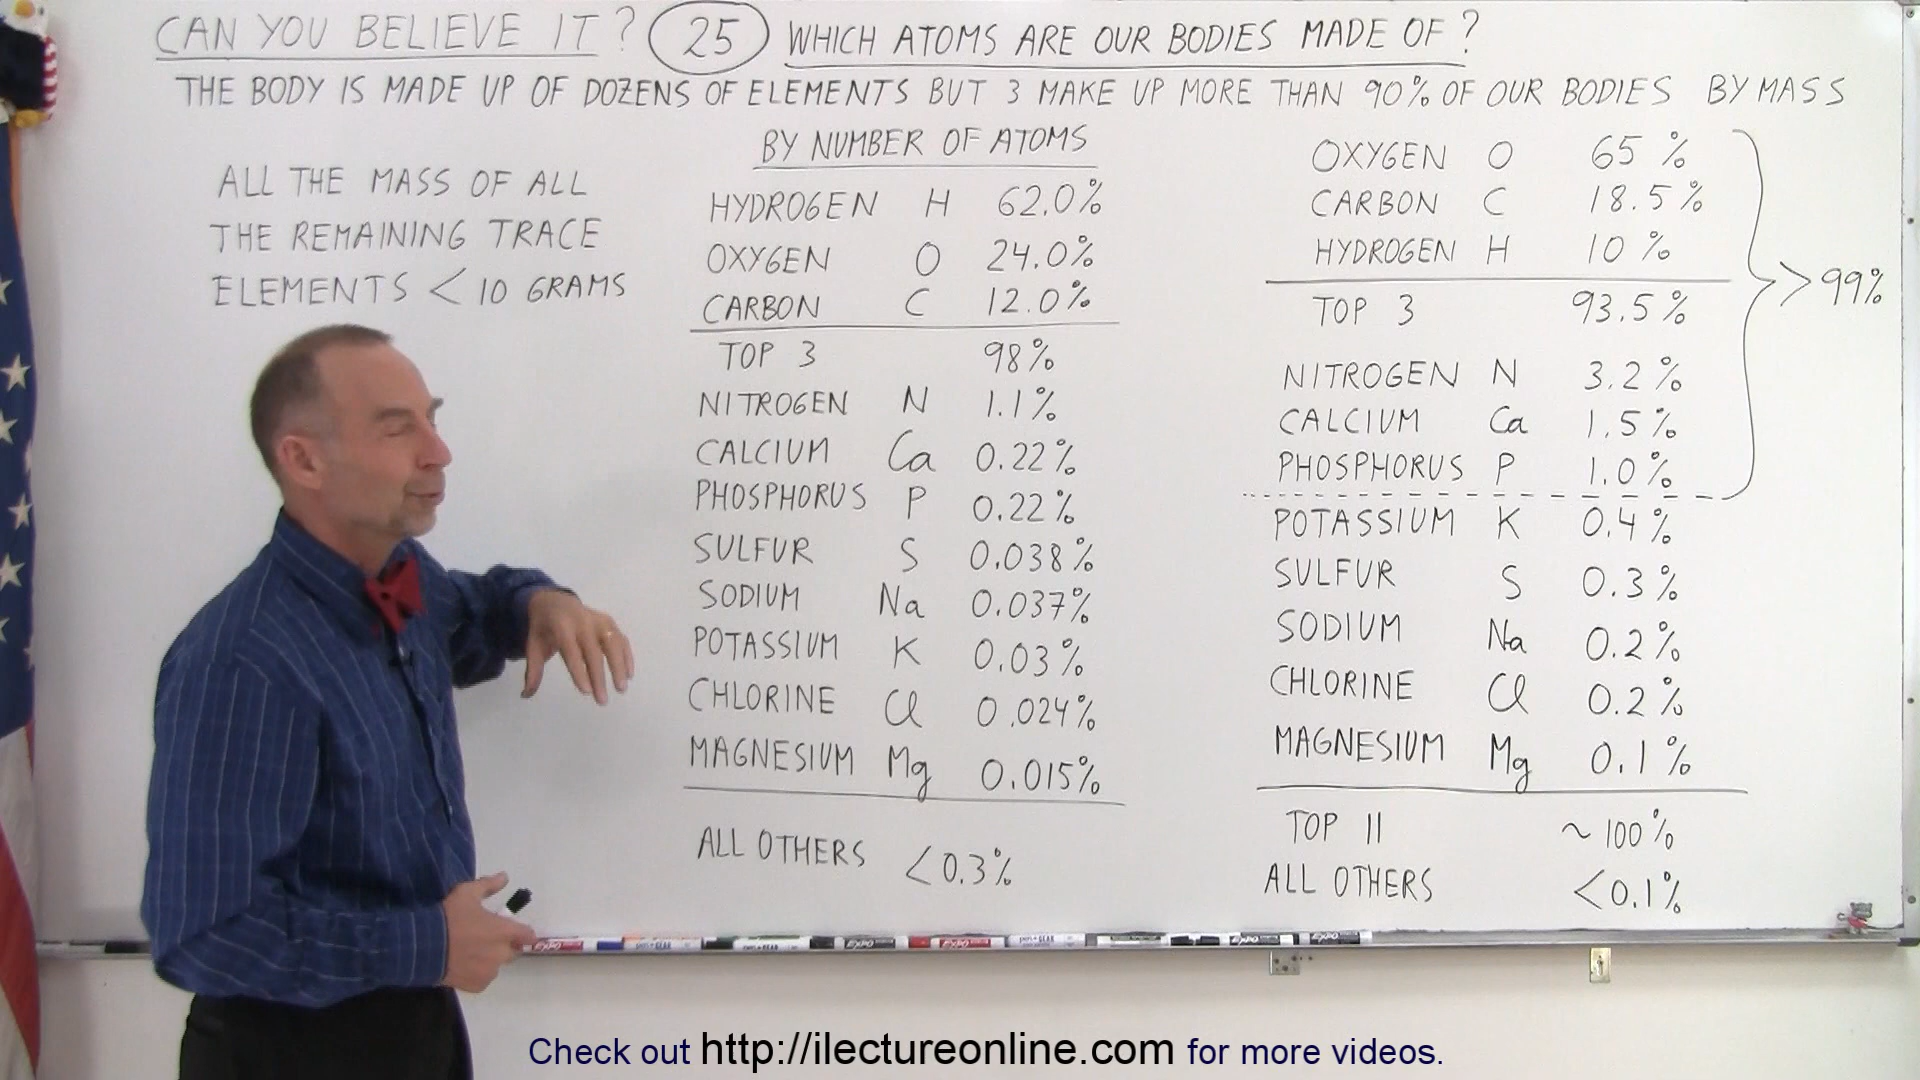 CAN YOU BELIEVE IT? 25 WHICH ATOMS ARE OUR BODIES MADE OF?
THE BODY IS MADE UP OF DOZENS OF ELEMENTS BUT 3 MAKE UP MORE THAN 90% OF OUR BODIES BY MASS
ALL THE MASS OF ALL
THE REMAINING TRACE
ELEMENTS < 10 GRAMS
BY NUMBER OF ATOMS
HYDROGEN H 62.0%
OXYGEN O 24.0%
CARBON C 12.0%
TOP 3 98%
NITROGEN N 1.1%
CALCIUM Ca 0.22%
PHOSPHORUS P 0.22%
SULFUR S 0.038%
SODIUM Na 0.037%
POTASSIUM K 0.03%
CHLORINE Cl 0.024%
MAGNESIUM Mg 0.015%
ALL OTHERS <0.3%
OXYGEN O 65%
CARBON C 18.5%
HYDROGEN H 10%
TOP 3 93.5%
NITROGEN N 3.2%
CALCIUM Ca 1.5%
PHOSPHORUS P 1.0%
> 99%
POTASSIUM K 0.4%
SULFUR S 0.3%
SODIUM Na 0.2%
CHLORINE Cl 0.2%
MAGNESIUM Mg 0.1%
TOP 11 ~100%
ALL OTHERS <0.1%
Check out http://ilectureonline.com for more videos.